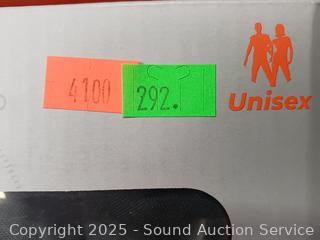 4100
292.
Unisex
Copyright 2025 - Sound Auction Service